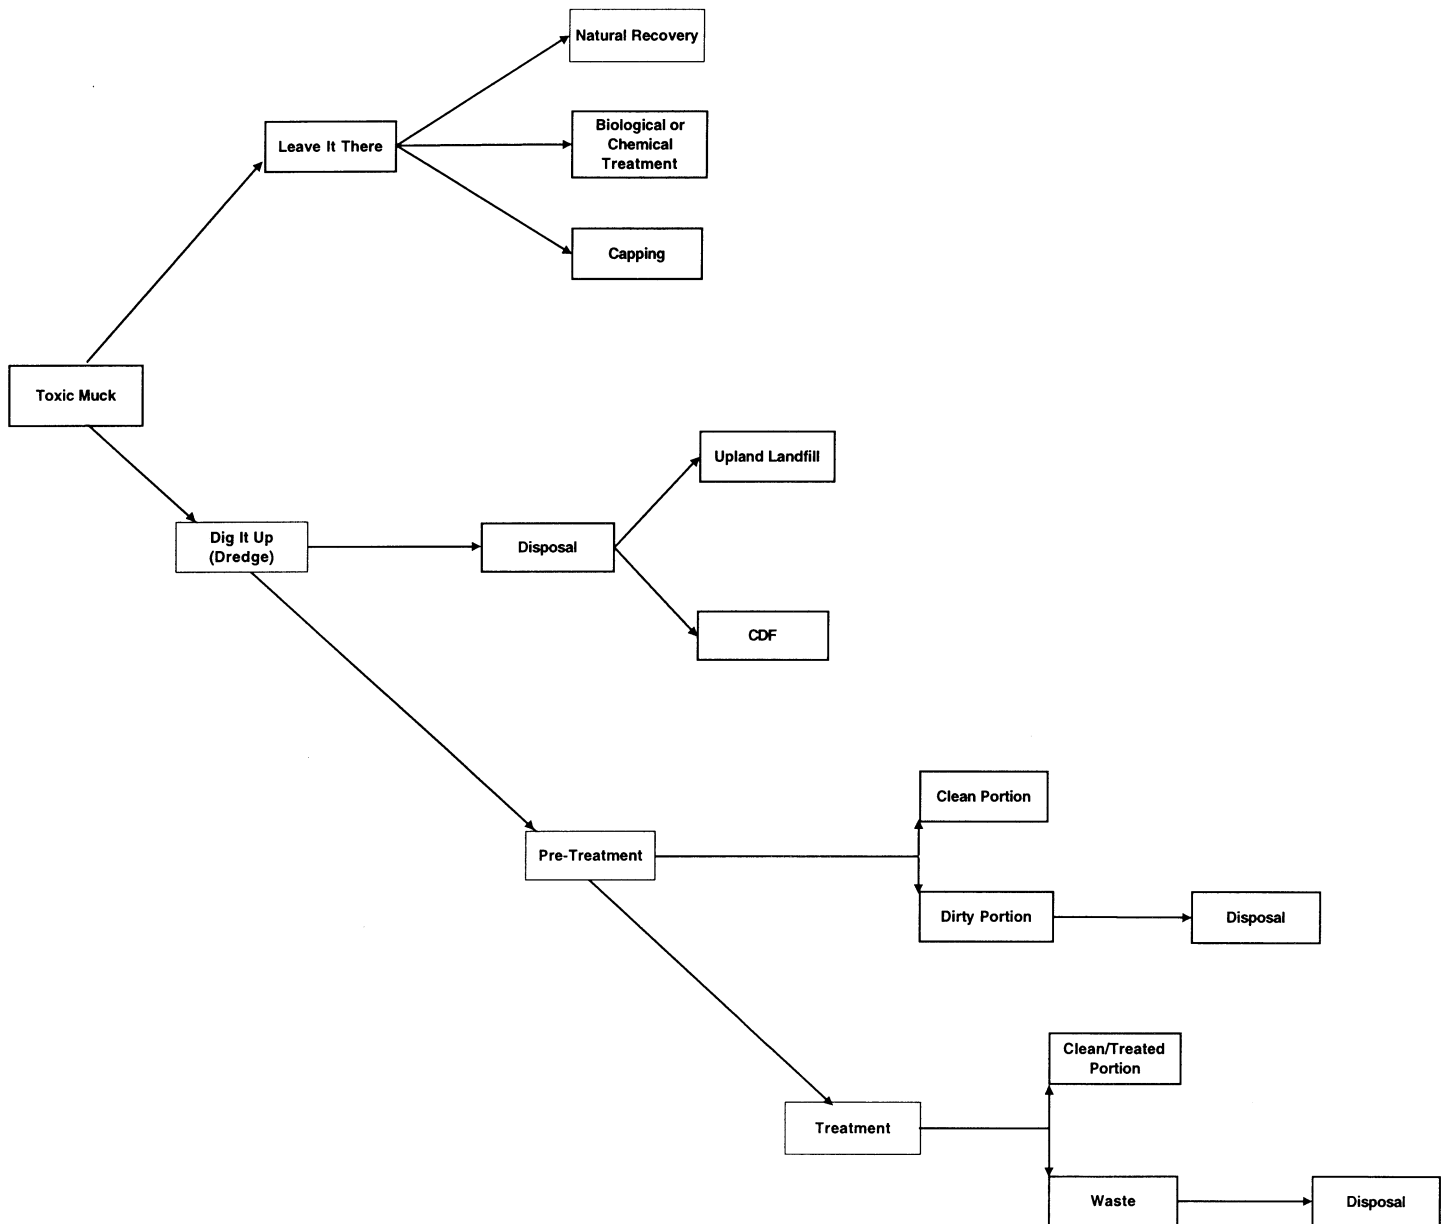 Natural Recovery
Biological or
Chemical
Treatment
Leave It There
Capping
Toxic Muck
Upland Landfill
Dig It Up
(Dredge)
Disposal
CDF
Clean Portion
Pre-Treatment
Dirty Portion
Disposal
Clean/Treated
Portion
Treatment
Waste
Disposal